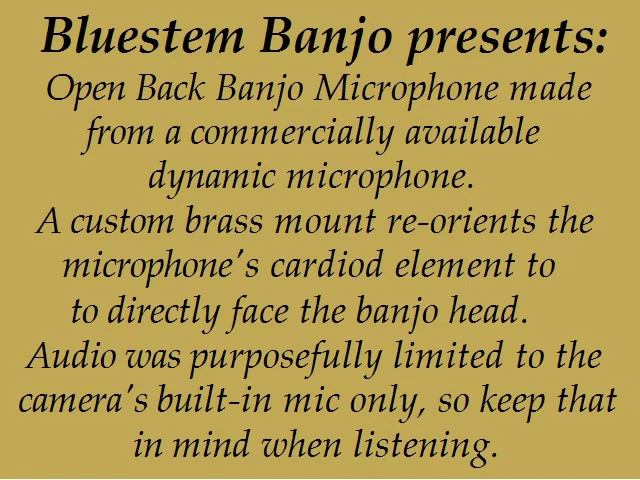 Bluestem Banjo presents:
Open Back Banjo Microphone made
from a commercially available
dynamic microphone.
A custom brass mount re-orients the
microphone's cardiod element to
to directly face the banjo head.
Audio was purposefully limited to the
camera's built-in mic only, so keep that
in mind when listening.